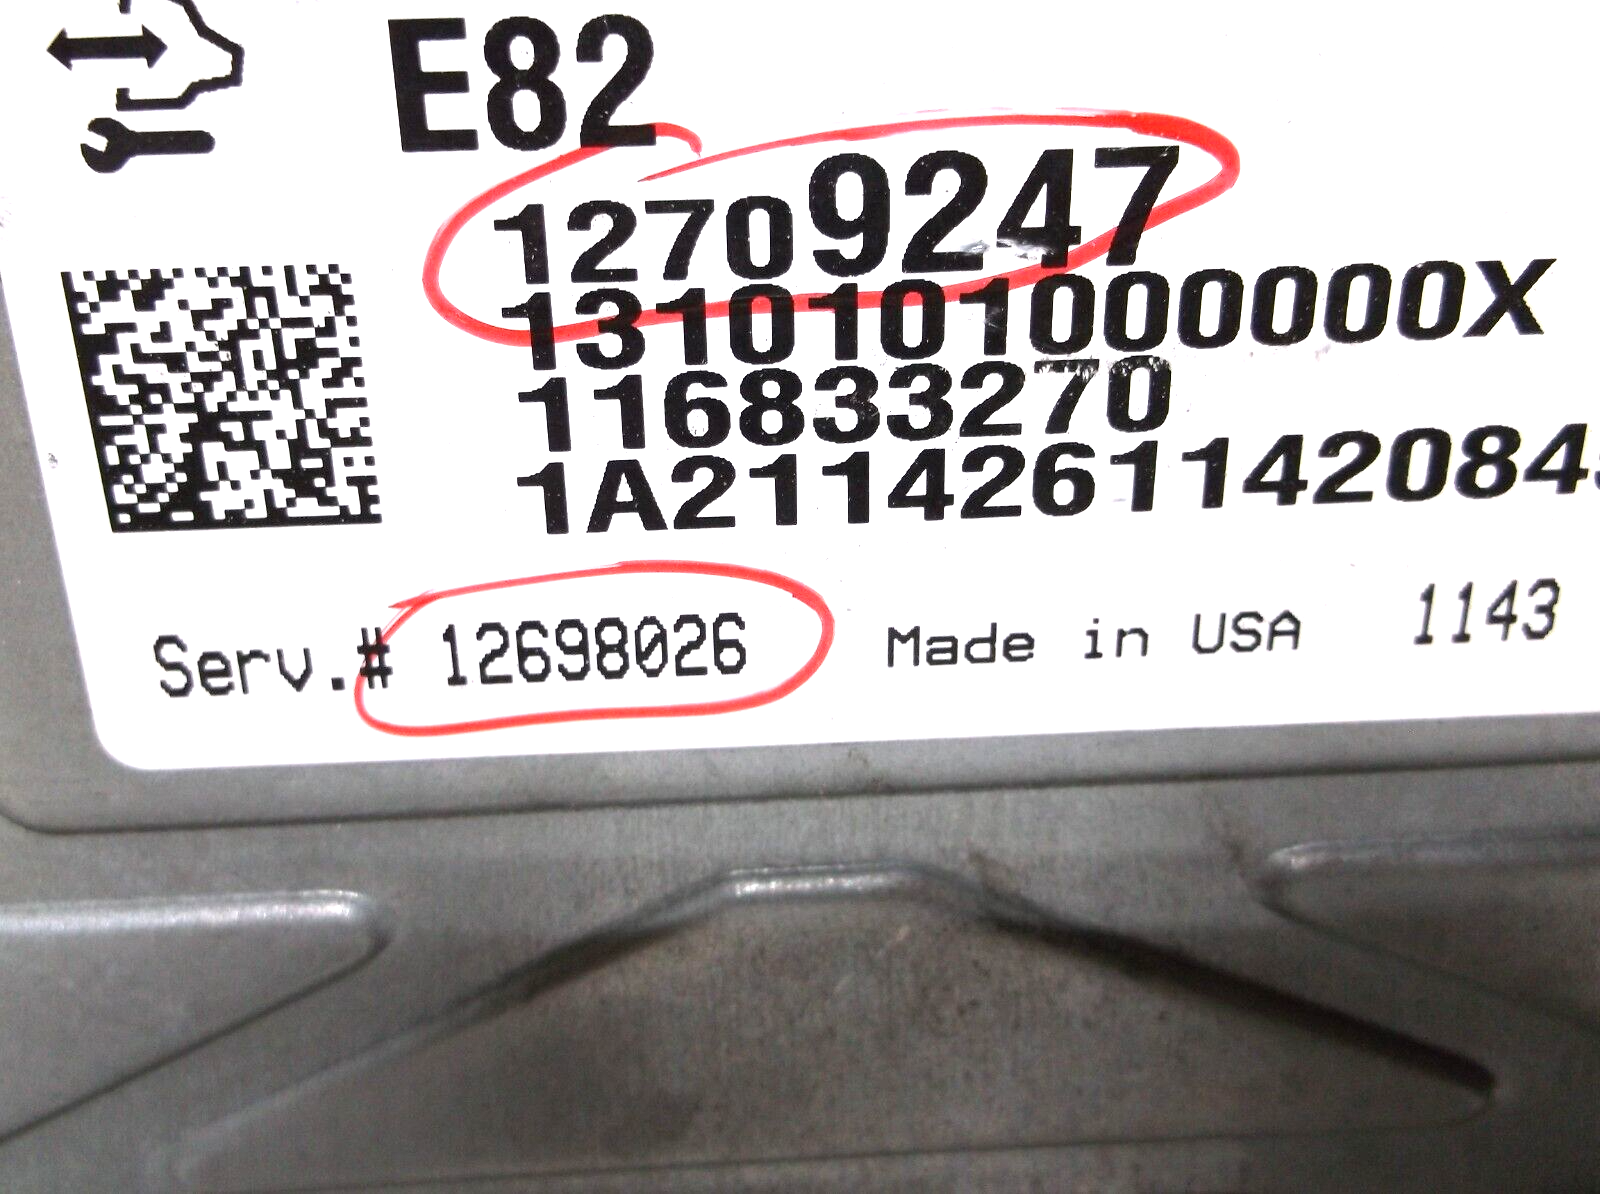 E82
12709247
1310101000000X
116833270
1A2114261142084
Serv.# 12698026 Made in USA 1143